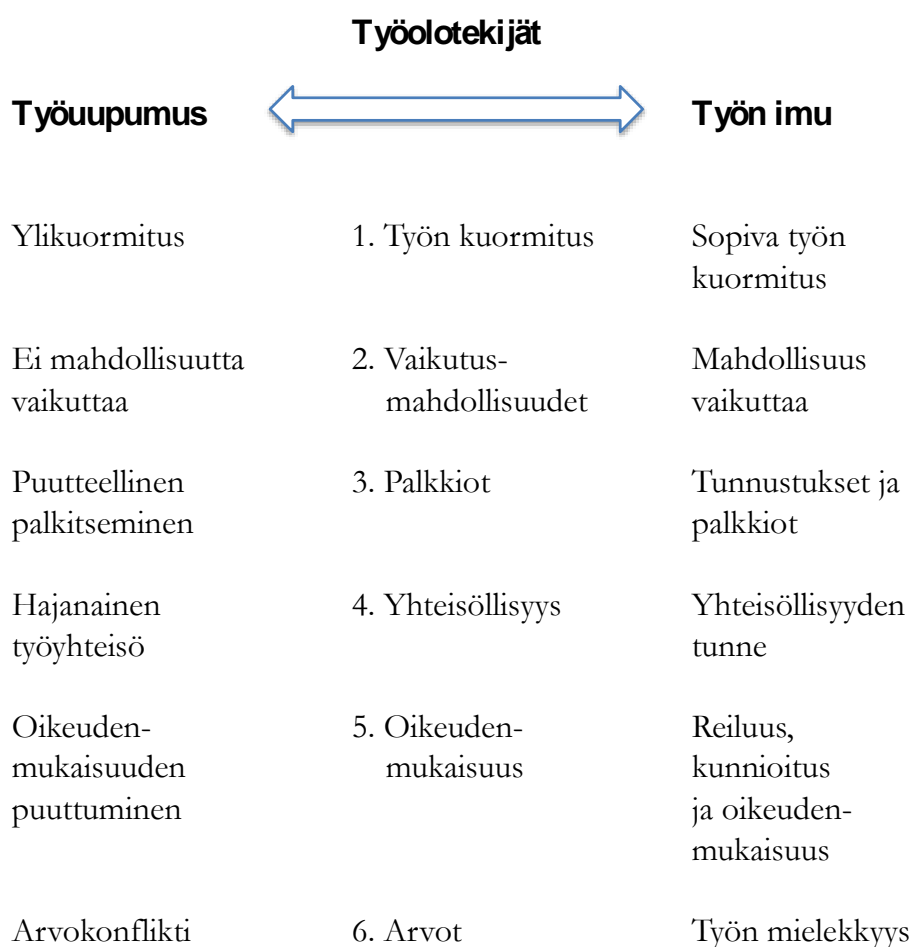 Työolotekijät
Työuupumus Työn imu
Ylikuormitus 1. Työn kuormitus Sopiva työn
kuormitus
Ei mahdollisuutta 2. Vaikutus- Mahdollisuus
vaikuttaa mahdollisuudet vaikuttaa
Puutteellinen 3. Palkkiot Tunnustukset ja
palkitseminen palkkiot
Hajanainen 4. Yhteisöllisyys Yhteisöllisyyden
työyhteisö tunne
Oikeuden- 5. Oikeuden- Reiluus,
mukaisuuden mukaisuus kunnioitus
puuttuminen ja oikeuden-
mukaisuus
Arvokonflikti 6. Arvot Työn mielekkyys